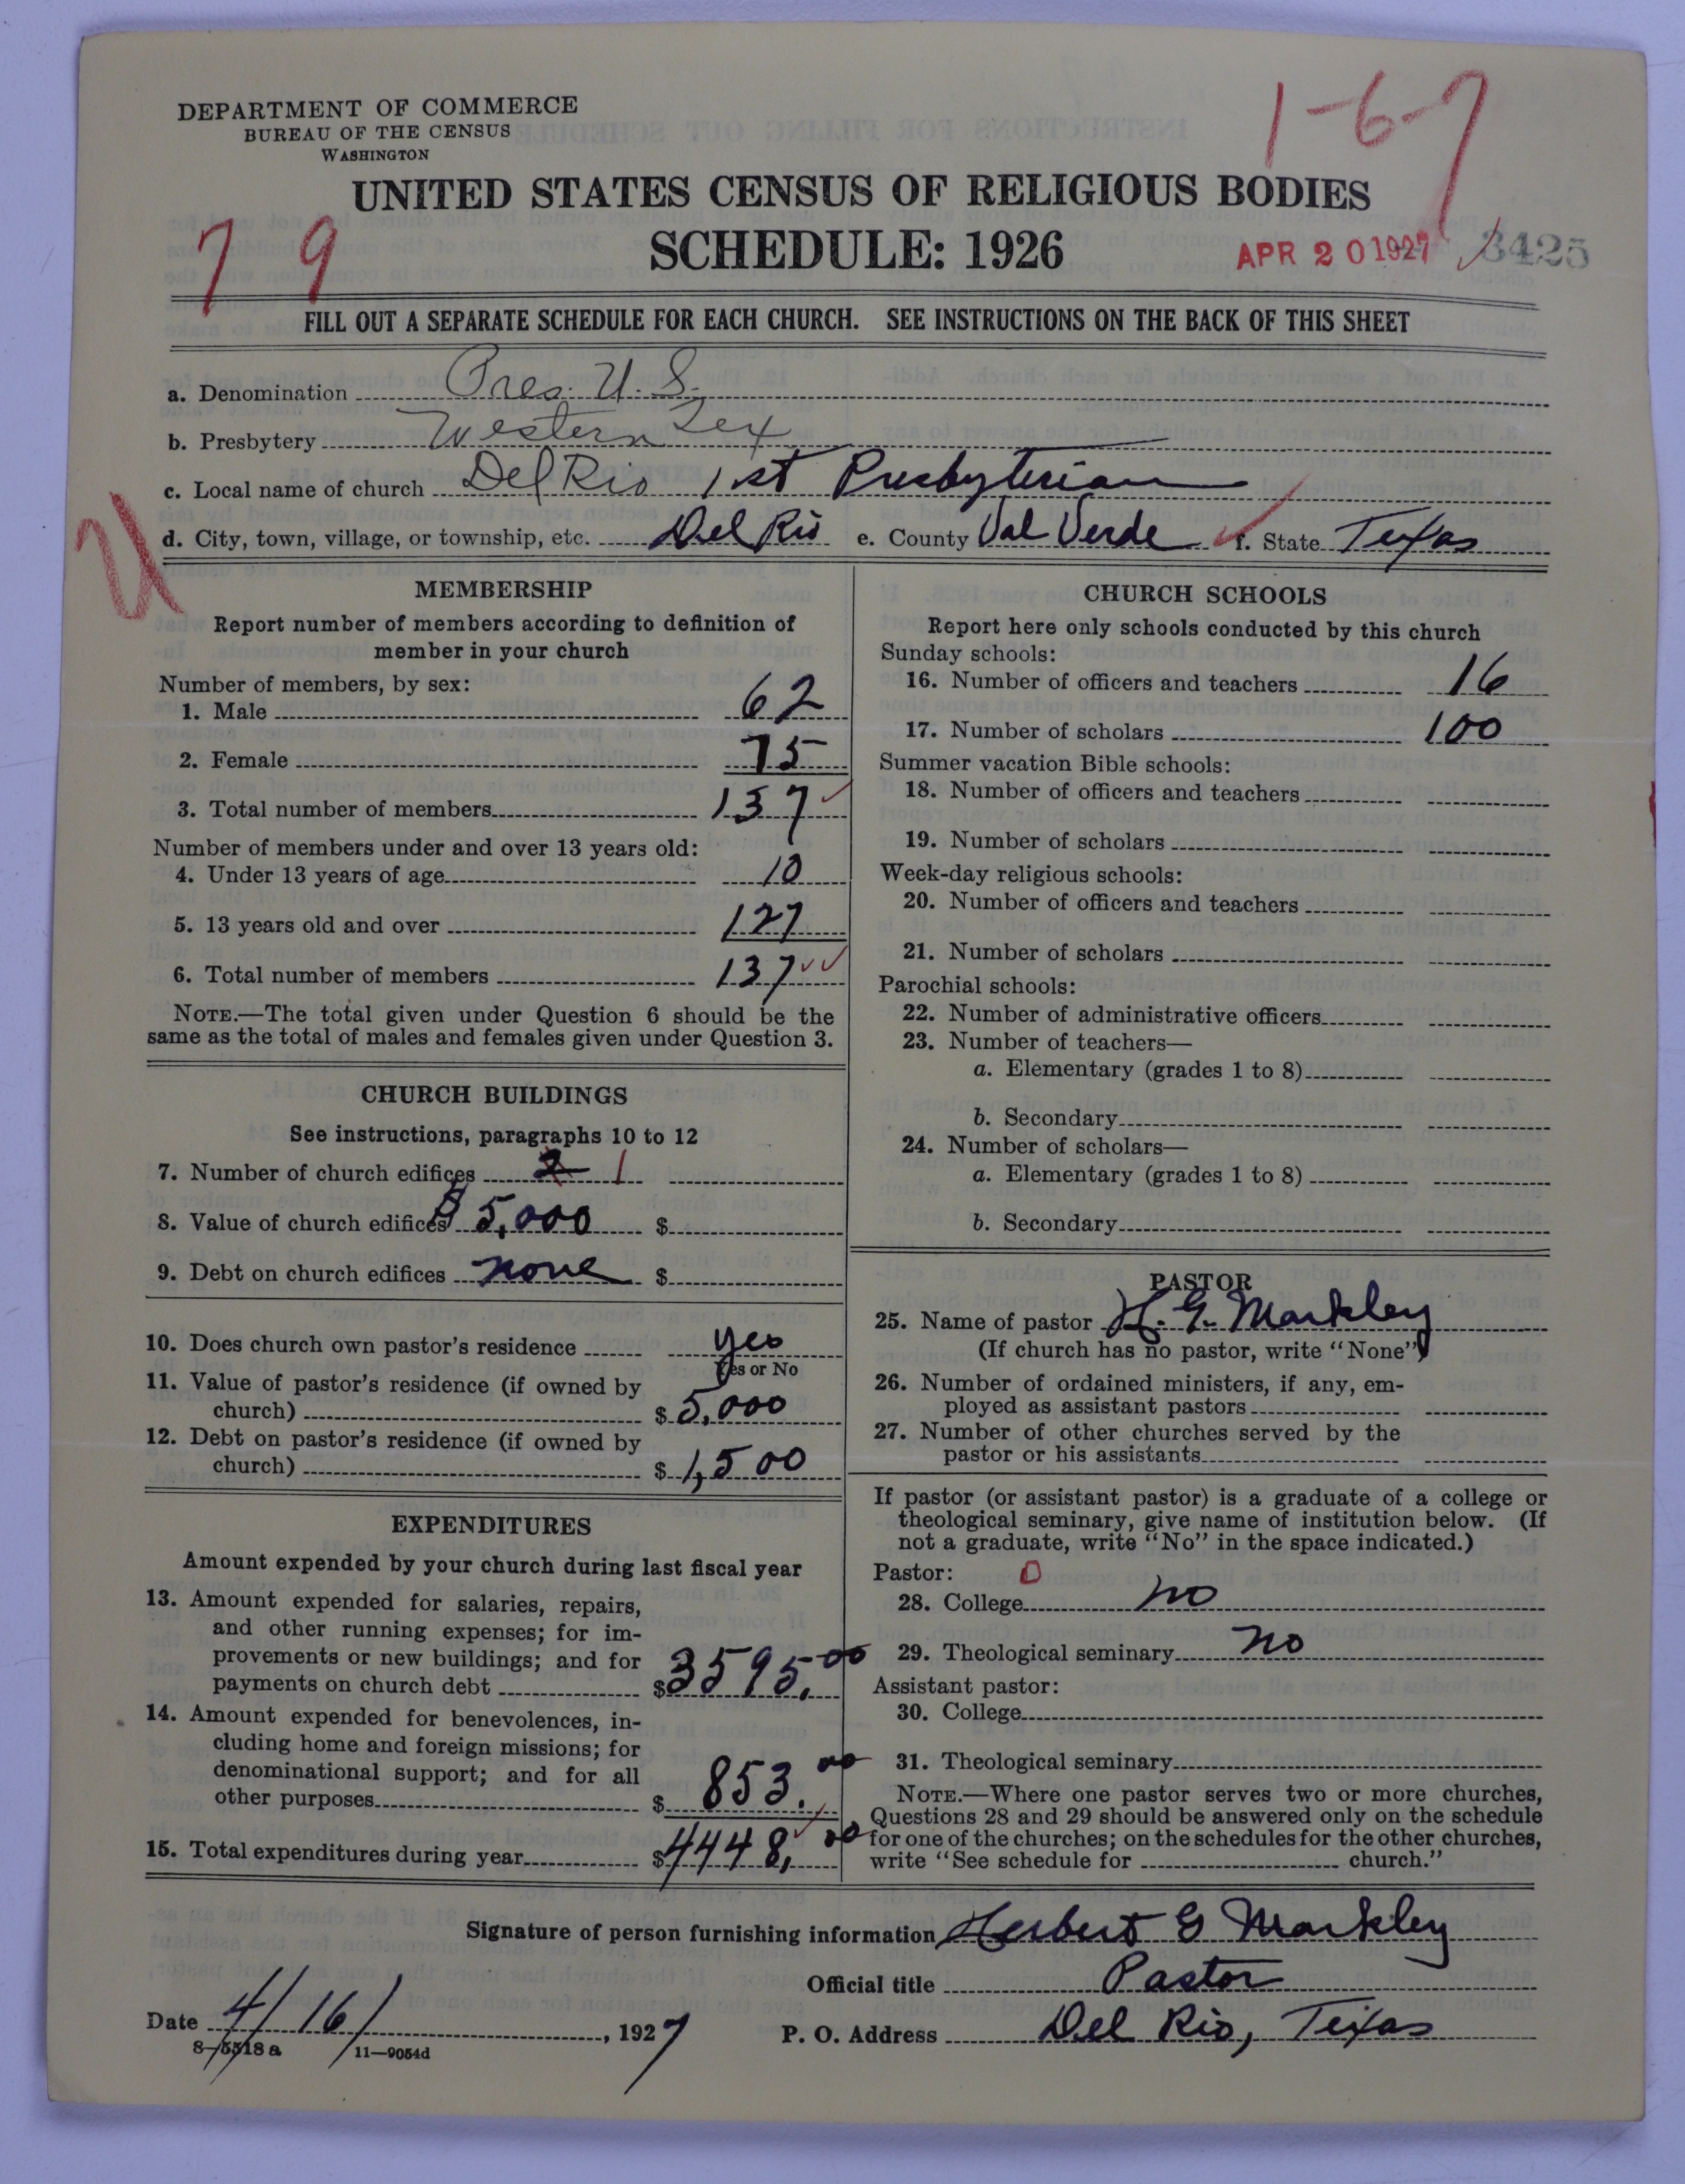 DEPARTMENT OF COMMERCE
BUREAU OF THE CENSUS
WASHINGTON
1-6-7
UNITED STATES CENSUS OF RELIGIOUS BODIES
7 9
SCHEDULE: 1926
APR 20 1927
3425
FILL OUT A SEPARATE SCHEDULE FOR EACH CHURCH. SEE INSTRUCTIONS ON THE BACK OF THIS SHEET
a. Denomination Pres. U. S.
b. Presbytery Western Tex
c. Local name of church Del Rio 1st Presbyterian
d. City, town, village, or township, etc. Del Rio e. County Val Verde f. State Texas
MEMBERSHIP
Report number of members according to definition of
member in your church
Number of members, by sex:
1. Male 62
2. Female 75
3. Total number of members 137
Number of members under and over 13 years old:
4. Under 13 years of age 10
5. 13 years old and over 127
6. Total number of members 137
NOTE.—The total given under Question 6 should be the
same as the total of males and females given under Question 3.
CHURCH BUILDINGS
See instructions, paragraphs 10 to 12
7. Number of church edifices 2 1
8. Value of church edifices $5,000 $
9. Debt on church edifices none $
10. Does church own pastor's residence yes
Yes or No
11. Value of pastor's residence (if owned by
church) $ 5,000
12. Debt on pastor's residence (if owned by
church) $ 1,500
EXPENDITURES
Amount expended by your church during last fiscal year
13. Amount expended for salaries, repairs,
and other running expenses; for im-
provements or new buildings; and for
payments on church debt $3595.00
14. Amount expended for benevolences, in-
cluding home and foreign missions; for
denominational support; and for all
other purposes $ 853.00
15. Total expenditures during year $4448.00
CHURCH SCHOOLS
Report here only schools conducted by this church
Sunday schools:
16. Number of officers and teachers 16
17. Number of scholars 100
Summer vacation Bible schools:
18. Number of officers and teachers
19. Number of scholars
Week-day religious schools:
20. Number of officers and teachers
21. Number of scholars
Parochial schools:
22. Number of administrative officers
23. Number of teachers—
a. Elementary (grades 1 to 8)
b. Secondary
24. Number of scholars—
a. Elementary (grades 1 to 8)
b. Secondary
PASTOR
25. Name of pastor H. G. Markley
(If church has no pastor, write "None")
26. Number of ordained ministers, if any, em-
ployed as assistant pastors
27. Number of other churches served by the
pastor or his assistants
If pastor (or assistant pastor) is a graduate of a college or
theological seminary, give name of institution below. (If
not a graduate, write "No" in the space indicated.)
Pastor: 0
28. College no
29. Theological seminary no
Assistant pastor:
30. College
31. Theological seminary
NOTE.—Where one pastor serves two or more churches,
Questions 28 and 29 should be answered only on the schedule
for one of the churches; on the schedules for the other churches,
write "See schedule for church."
Signature of person furnishing information Herbert G Markley
Official title Pastor
Date 4/16/, 1927 P. O. Address Del Rio, Texas
8—5518a 11—9054d